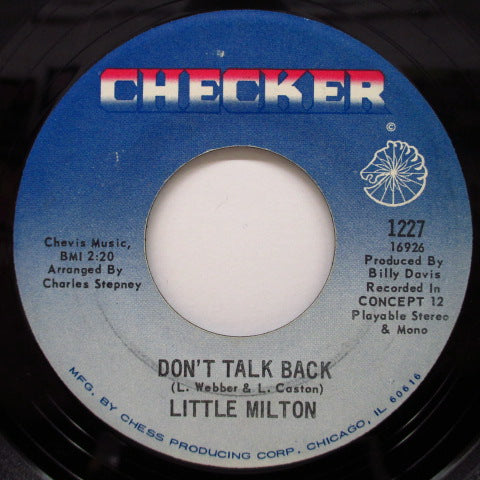 CHECKER
©
Chevis Music,
BMI 2:20
Arranged By
Charles Stepney
1227
16926
Produced By
Billy Davis
Recorded In
CONCEPT 12
Playable Stereo
& Mono
DON'T TALK BACK
(L. Webber & L. Caston)
LITTLE MILTON
MFG. BY CHESS PRODUCING CORP., CHICAGO, IL 60616